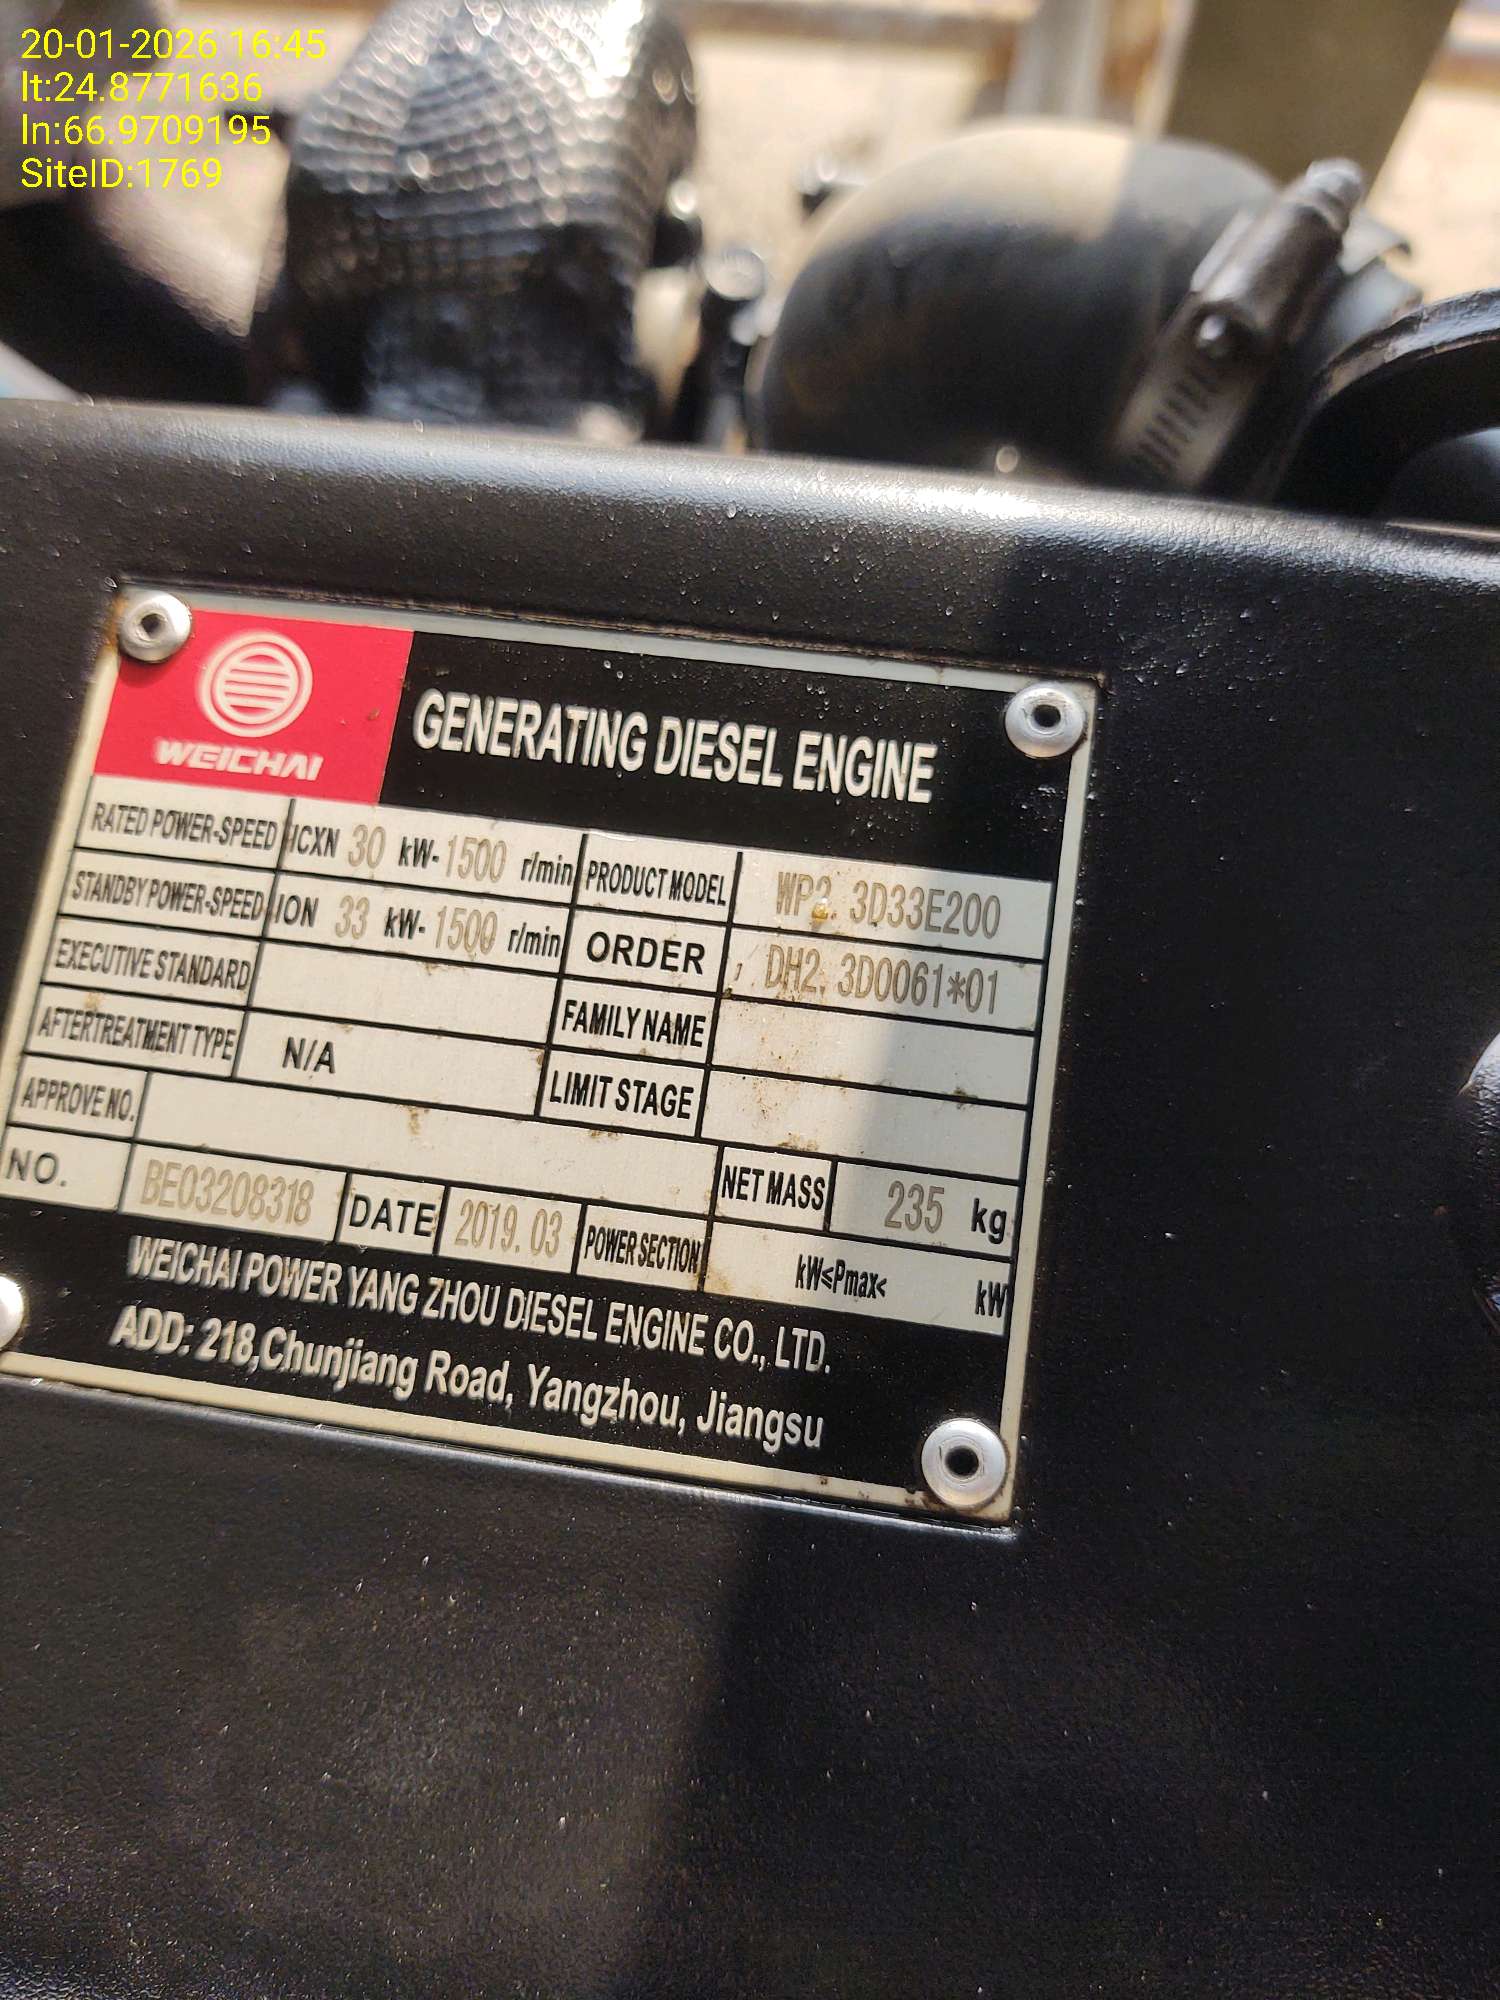 20-01-2026 16:45
lt:24.8771636
ln:66.9709195
SiteID:1769
WEICHAI
GENERATING DIESEL ENGINE
RATED POWER-SPEED ICXN 30 kW- 1500 r/min PRODUCT MODEL WP2.3D33E200
STANDBY POWER-SPEED ION 33 kW- 1500 r/min ORDER DH2.3D0061*01
EXECUTIVE STANDARD FAMILY NAME
AFTERTREATMENT TYPE N/A LIMIT STAGE
APPROVE NO. NET MASS 235 kg
NO. BE03208318 DATE 2019.03 POWER SECTION kW≤Pmax< kW
WEICHAI POWER YANG ZHOU DIESEL ENGINE CO., LTD.
ADD: 218,Chunjiang Road, Yangzhou, Jiangsu